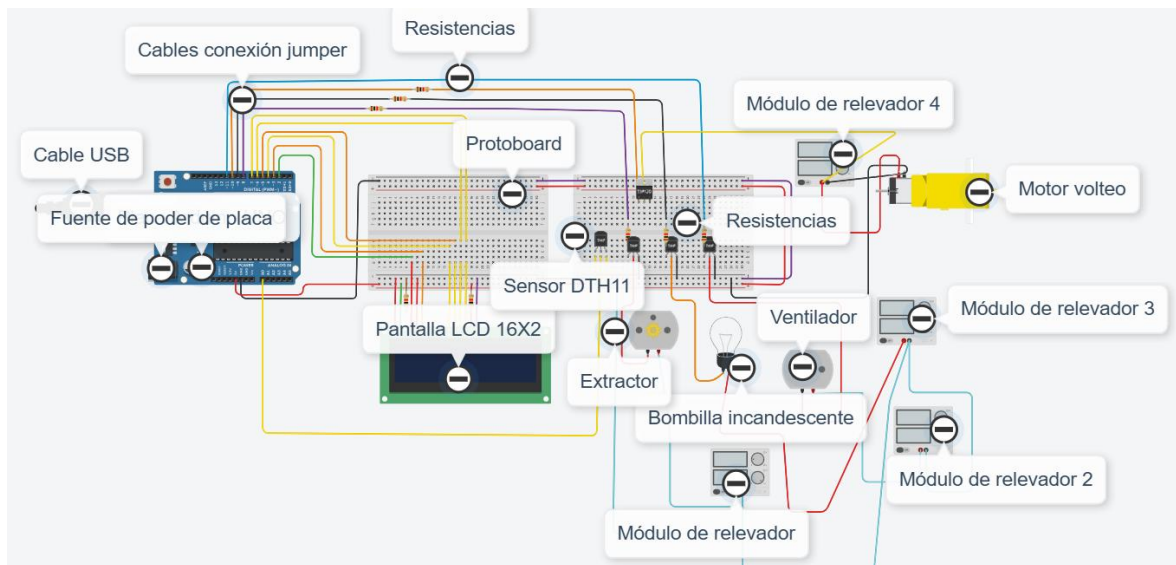 Resistencias
Cables conexión jumper
Módulo de relevador 4
Protoboard
Cable USB
Motor volteo
Fuente de poder de placa
Resistencias
Sensor DTH11
Pantalla LCD 16X2
Ventilador
Módulo de relevador 3
Extractor
Bombilla incandescente
Módulo de relevador 2
Módulo de relevador